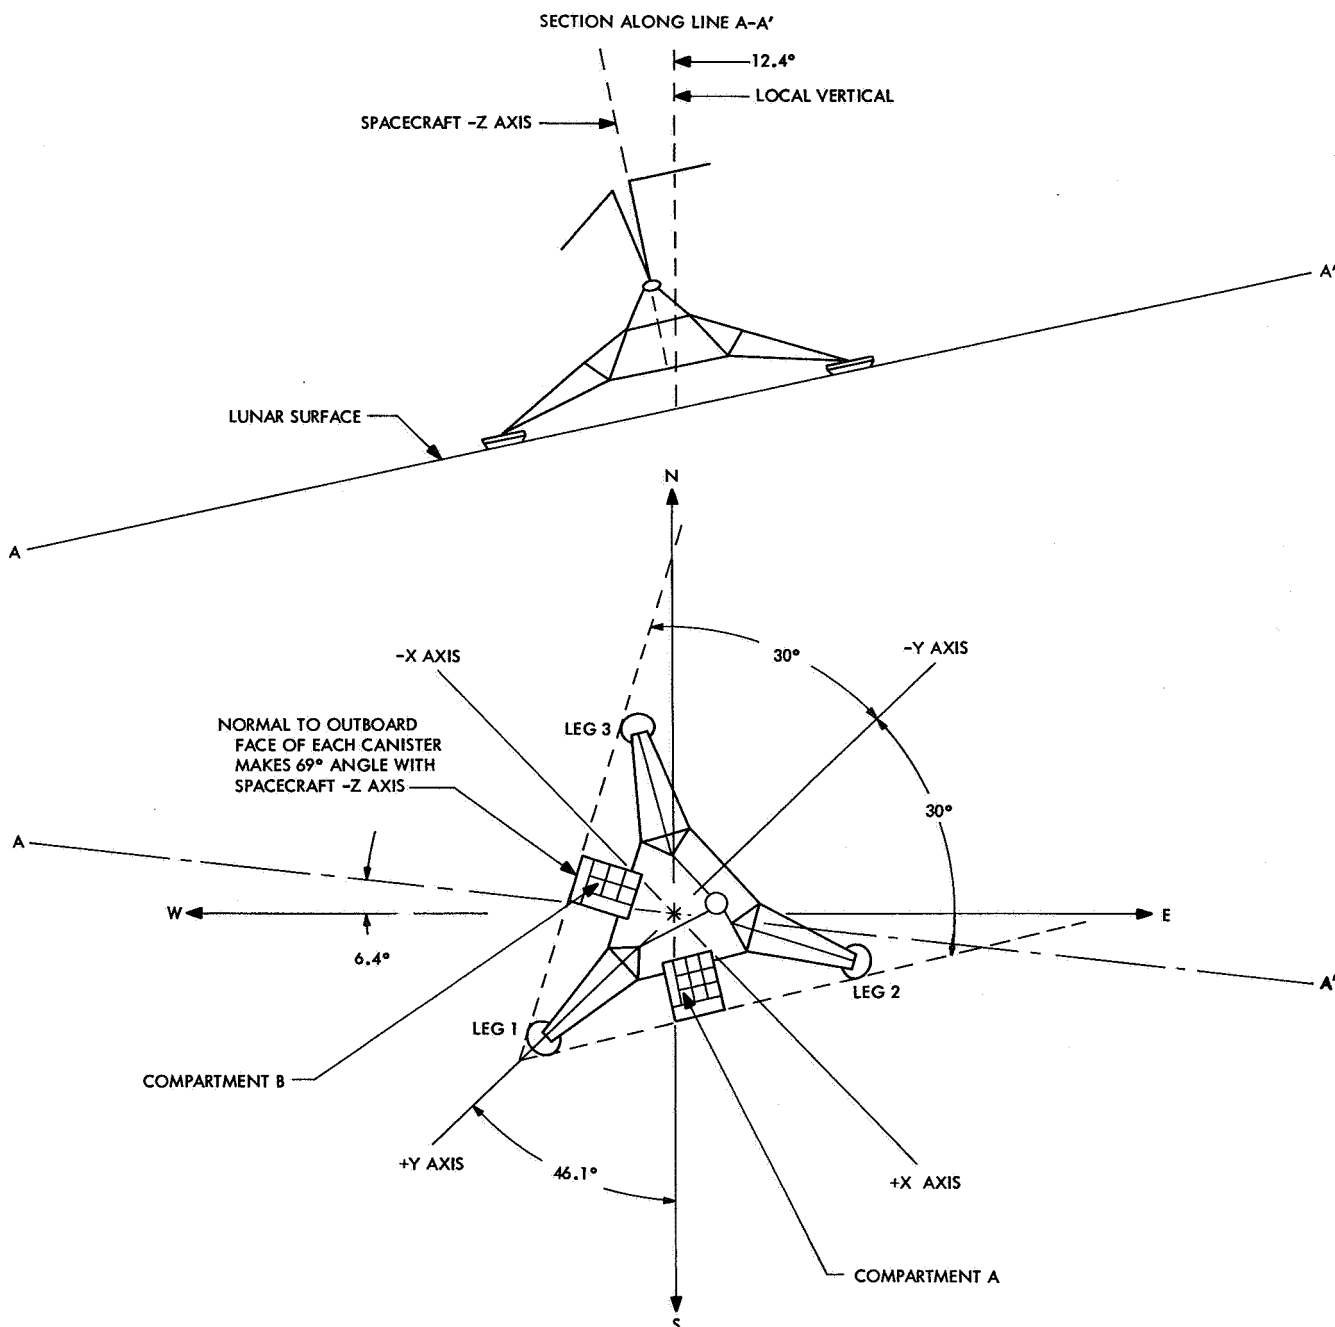 SECTION ALONG LINE A-A'
12.4°
LOCAL VERTICAL
SPACECRAFT -Z AXIS
A'
LUNAR SURFACE
A
N
-X AXIS
30°
-Y AXIS
NORMAL TO OUTBOARD
FACE OF EACH CANISTER
MAKES 69° ANGLE WITH
SPACECRAFT -Z AXIS
LEG 3
30°
A
W
E
6.4°
A'
LEG 2
LEG 1
COMPARTMENT B
+Y AXIS
46.1°
+X AXIS
COMPARTMENT A
S